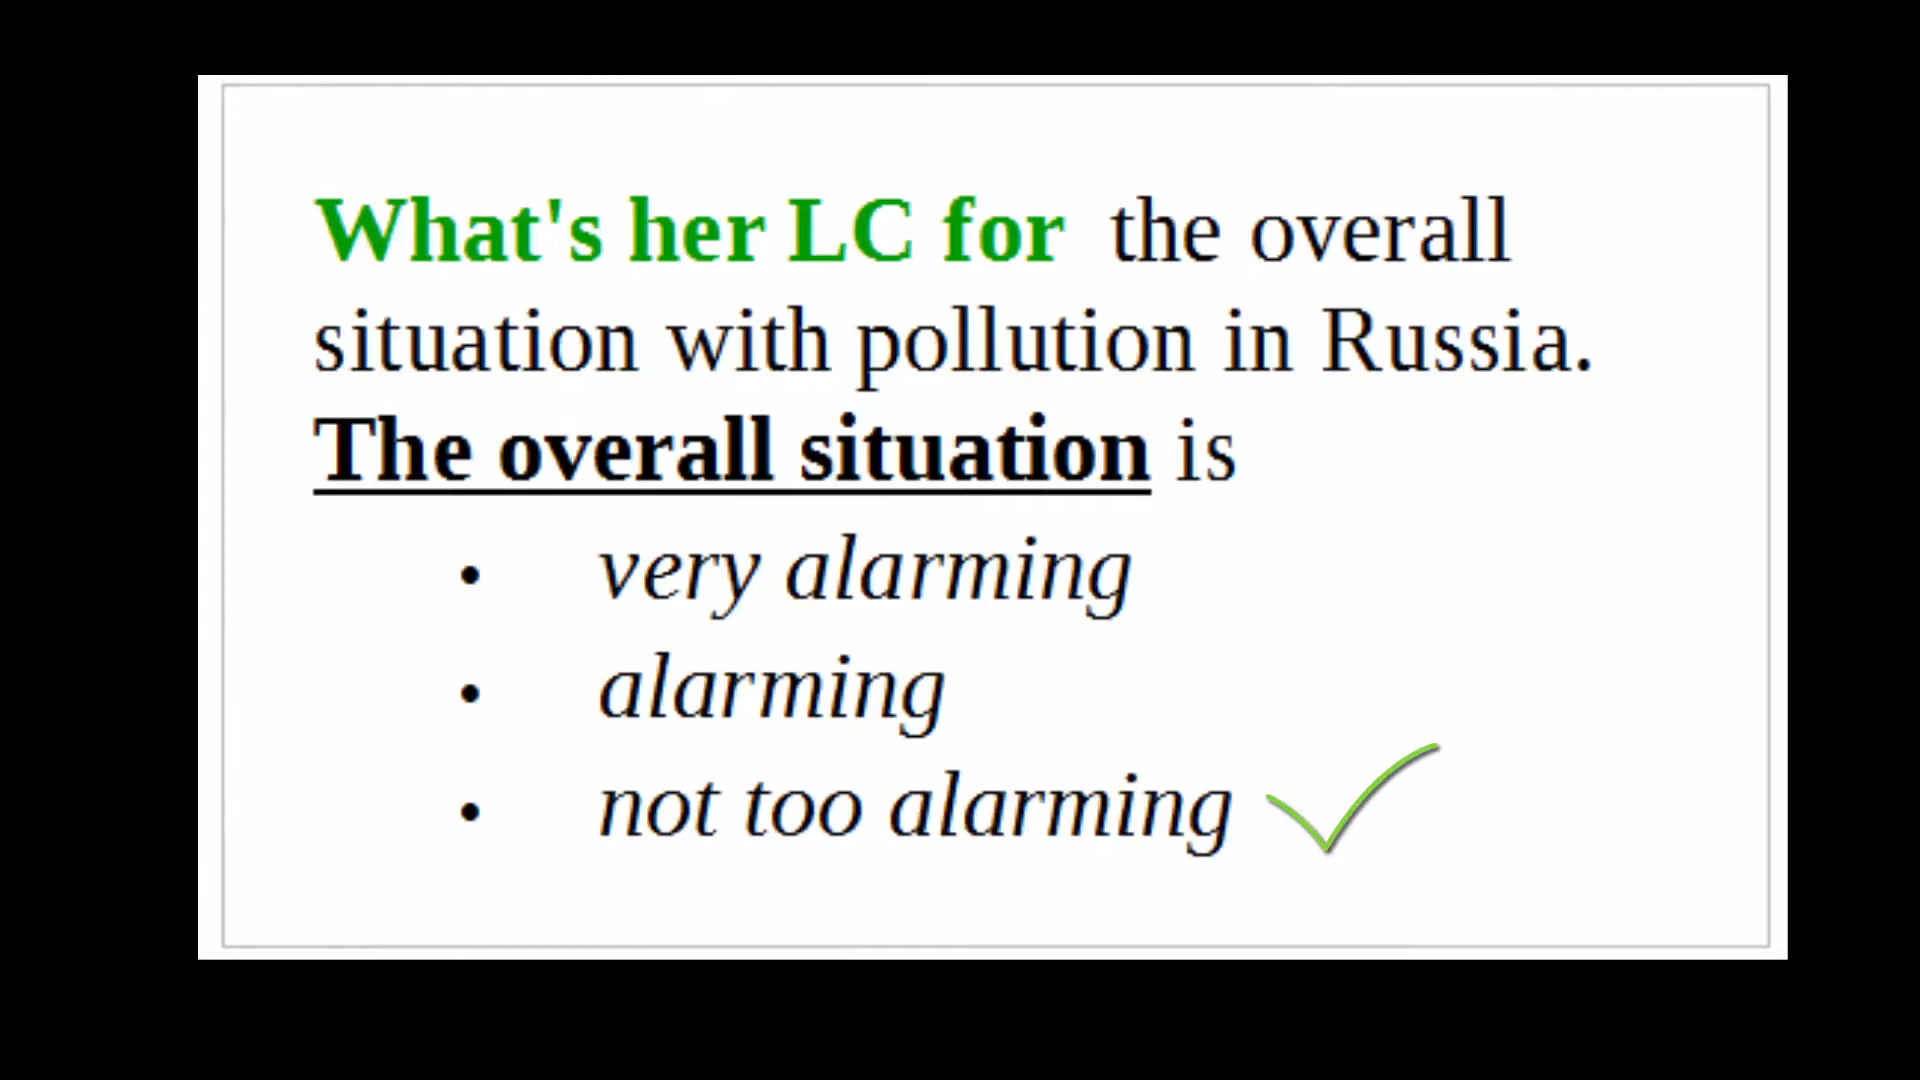 What's her LC for the overall
situation with pollution in Russia.
The overall situation is
• very alarming
• alarming
• not too alarming